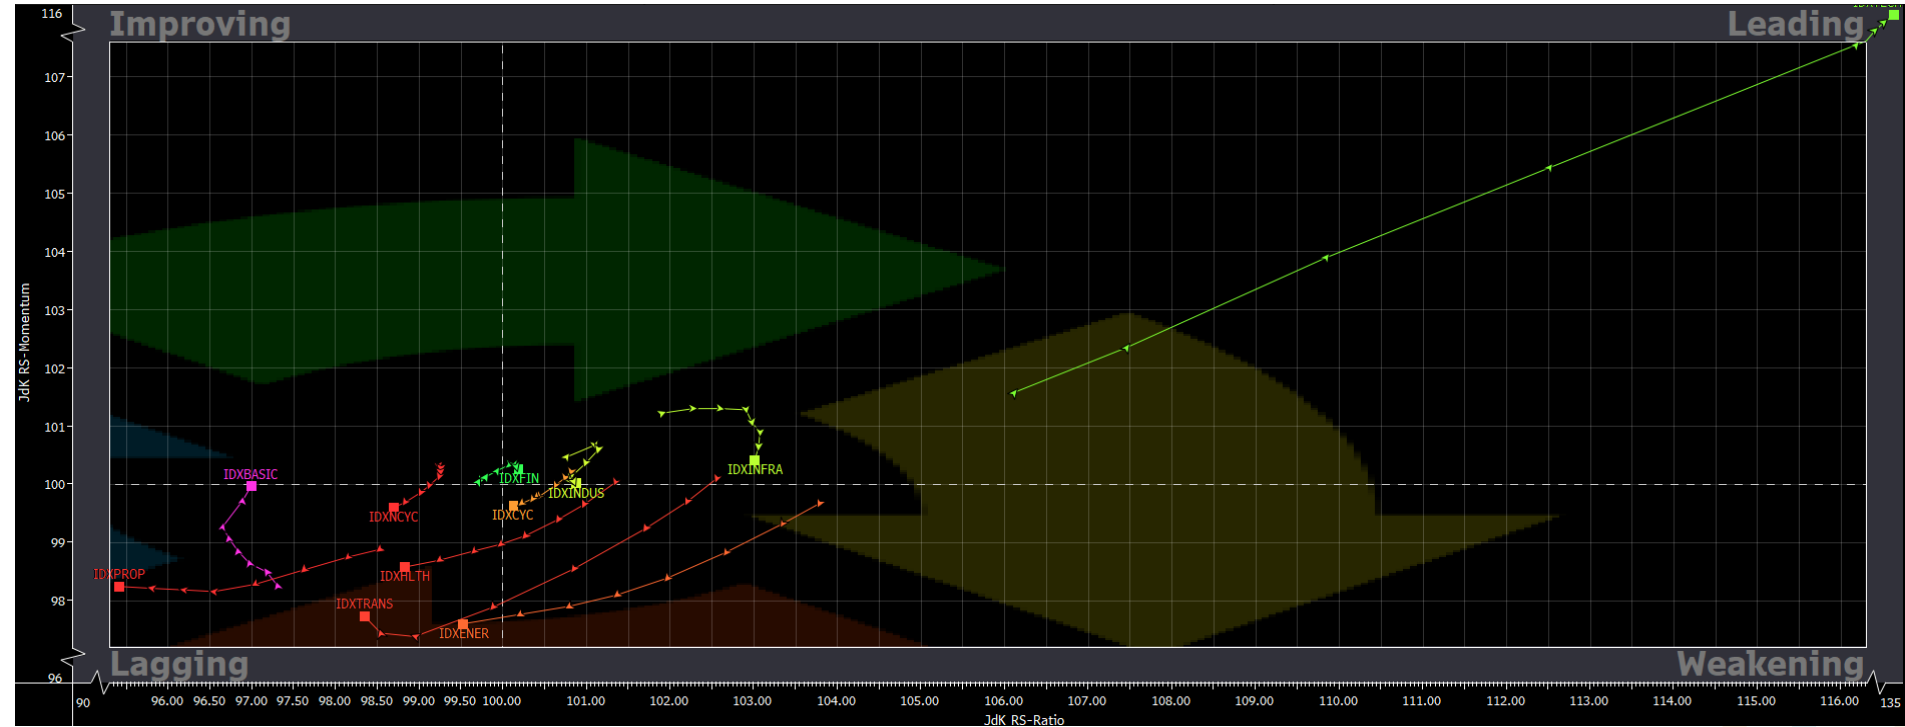 116
Improving
Leading
107
106
105
104
103
102
101
100
99
98
96
JdK RS-Momentum
IDXBASIC
IDXNCYC
IDXFIN
IDXINDUS
IDXCYC
IDXINFRA
IDXPROP
IDXHLTH
IDXTRANS
IDXENER
Lagging
Weakening
90 96.00 96.50 97.00 97.50 98.00 98.50 99.00 99.50 100.00 101.00 102.00 103.00 104.00 105.00 106.00 107.00 108.00 109.00 110.00 111.00 112.00 113.00 114.00 115.00 116.00 135
JdK RS-Ratio